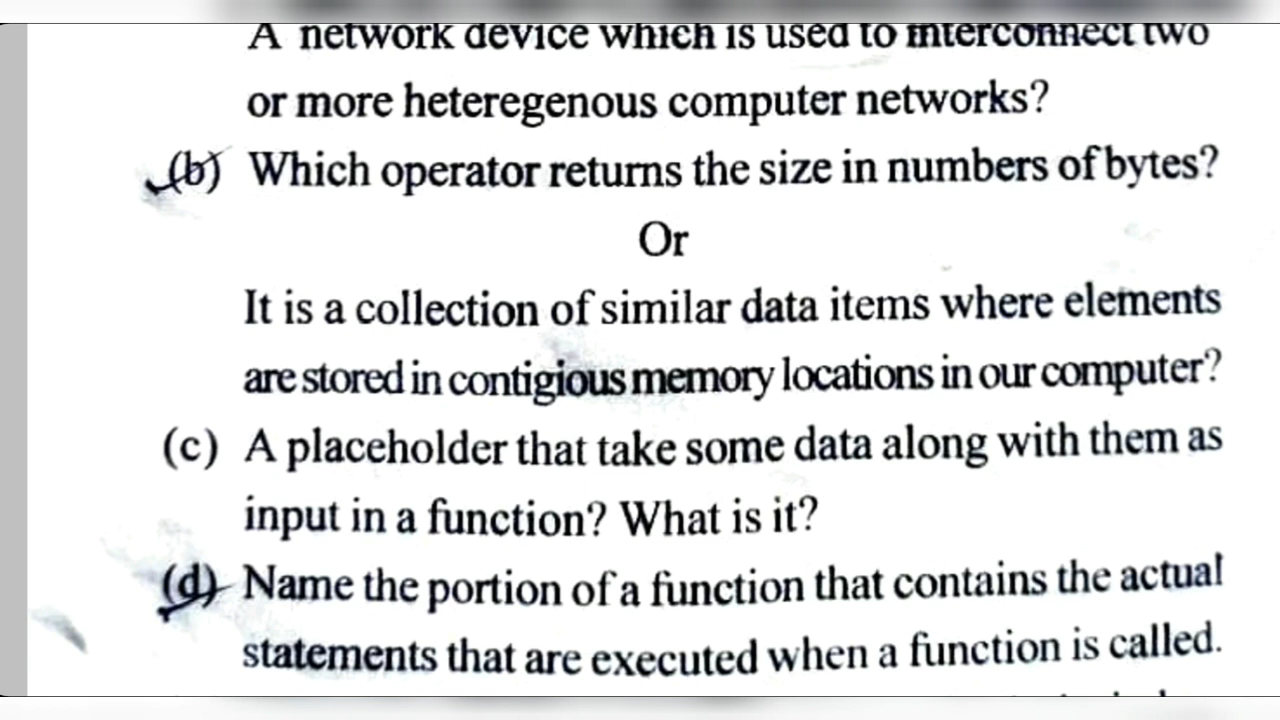 A network device which is used to interconnect two
or more heteregenous computer networks?
(b) Which operator returns the size in numbers of bytes?
Or
It is a collection of similar data items where elements
are stored in contigious memory locations in our computer?
(c) A placeholder that take some data along with them as
input in a function? What is it?
(d) Name the portion of a function that contains the actual
statements that are executed when a function is called.